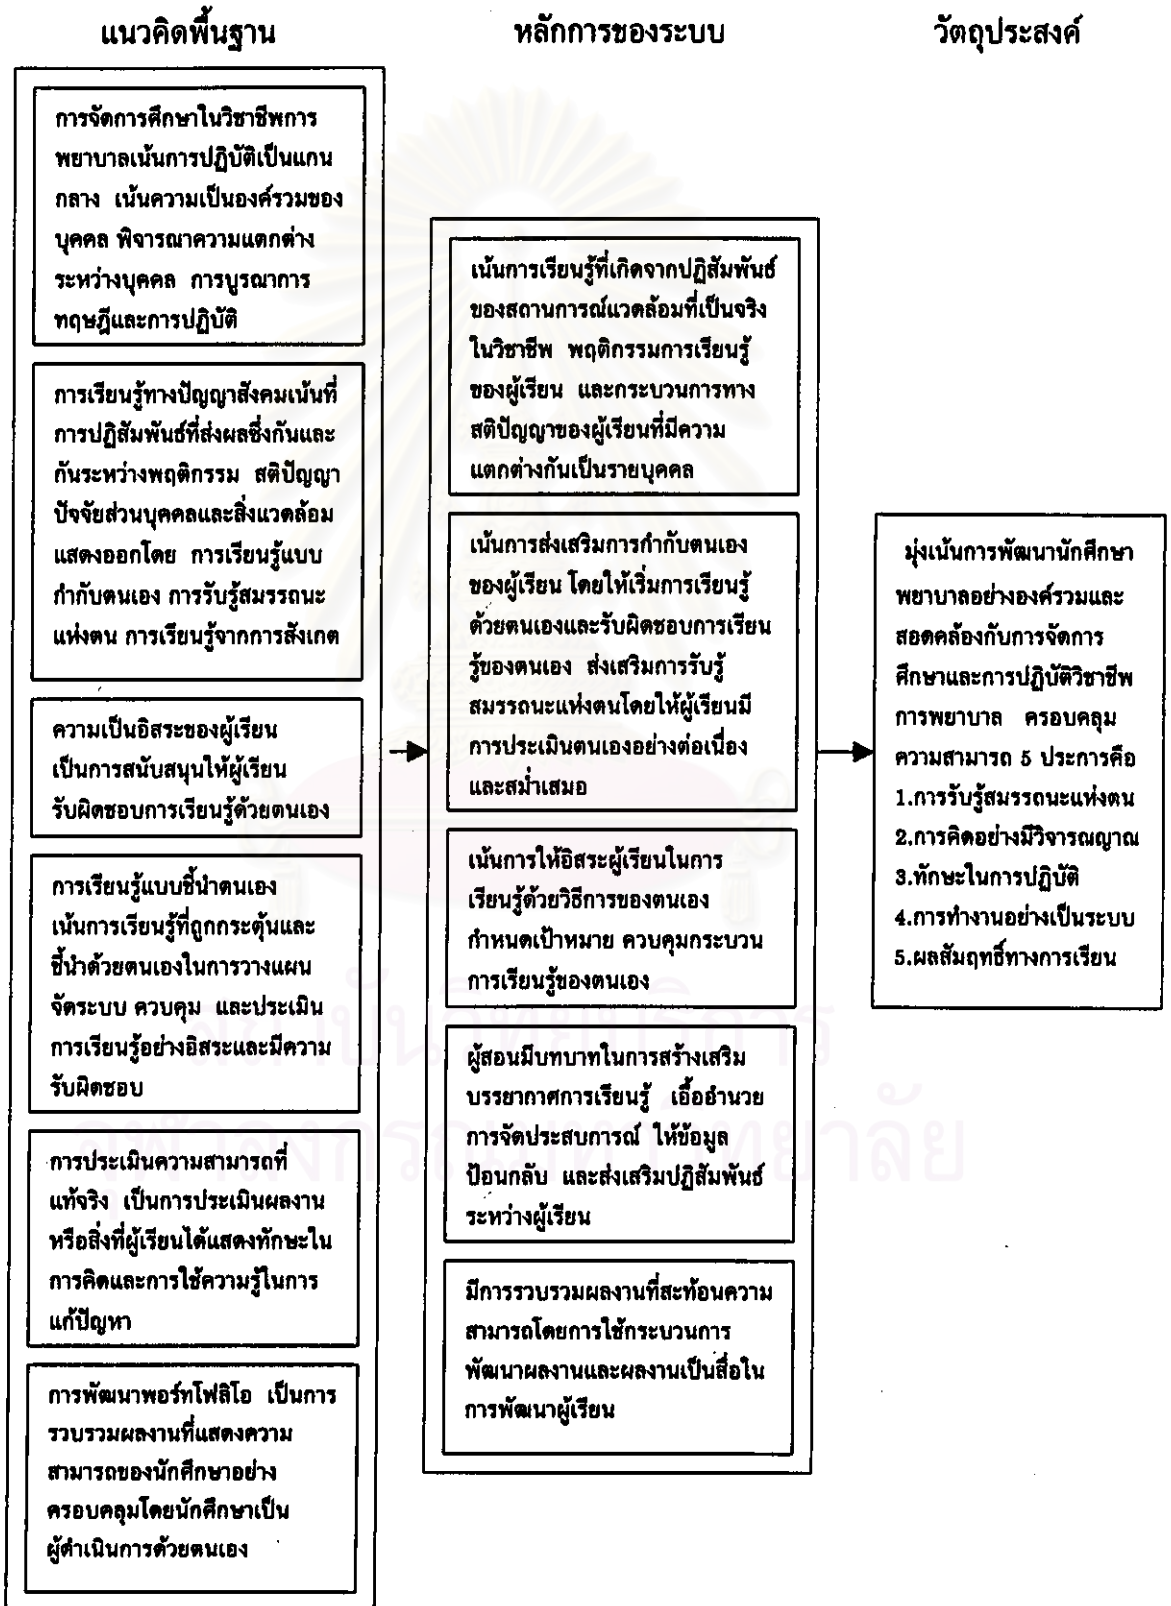 แนวคิดพื้นฐาน
การจัดการศึกษาในวิชาชีพการ
พยาบาลเน้นการปฏิบัติเป็นแกน
กลาง เน้นความเป็นองค์รวมของ
บุคคล พิจารณาความแตกต่าง
ระหว่างบุคคล การบูรณาการ
ทฤษฎีและการปฏิบัติ
การเรียนรู้ทางปัญญาสังคมเน้นที่
การปฏิสัมพันธ์ที่ส่งผลซึ่งกันและ
กันระหว่างพฤติกรรม สติปัญญา
ปัจจัยส่วนบุคคลและสิ่งแวดล้อม
แสดงออกโดย การเรียนรู้แบบ
กำกับตนเอง การรับรู้สมรรถนะ
แห่งตน การเรียนรู้จากการสังเกต
ความเป็นอิสระของผู้เรียน
เป็นการสนับสนุนให้ผู้เรียน
รับผิดชอบการเรียนรู้ด้วยตนเอง
การเรียนรู้แบบชี้นำตนเอง
เน้นการเรียนรู้ที่ถูกกระตุ้นและ
ชี้นำด้วยตนเองในการวางแผน
จัดระบบ ควบคุม และประเมิน
การเรียนรู้อย่างอิสระและมีความ
รับผิดชอบ
การประเมินความสามารถที่
แท้จริง เป็นการประเมินผลงาน
หรือสิ่งที่ผู้เรียนได้แสดงทักษะใน
การคิดและการใช้ความรู้ในการ
แก้ปัญหา
การพัฒนาพอร์ทโฟลิโอ เป็นการ
รวบรวมผลงานที่แสดงความ
สามารถของนักศึกษาอย่าง
ครอบคลุมโดยนักศึกษาเป็น
ผู้ดำเนินการด้วยตนเอง
หลักการของระบบ
เน้นการเรียนรู้ที่เกิดจากปฏิสัมพันธ์
ของสถานการณ์แวดล้อมที่เป็นจริง
ในวิชาชีพ พฤติกรรมการเรียนรู้
ของผู้เรียน และกระบวนการทาง
สติปัญญาของผู้เรียนที่มีความ
แตกต่างกันเป็นรายบุคคล
เน้นการส่งเสริมการกำกับตนเอง
ของผู้เรียน โดยให้เริ่มการเรียนรู้
ด้วยตนเองและรับผิดชอบการเรียน
รู้ของตนเอง ส่งเสริมการรับรู้
สมรรถนะแห่งตนโดยให้ผู้เรียนมี
การประเมินตนเองอย่างต่อเนื่อง
และสม่ำเสมอ
เน้นการให้อิสระผู้เรียนในการ
เรียนรู้ด้วยวิธีการของตนเอง
กำหนดเป้าหมาย ควบคุมกระบวน
การเรียนรู้ของตนเอง
ผู้สอนมีบทบาทในการสร้างเสริม
บรรยากาศการเรียนรู้ เอื้ออำนวย
การจัดประสบการณ์ ให้ข้อมูล
ป้อนกลับ และส่งเสริมปฏิสัมพันธ์
ระหว่างผู้เรียน
มีการรวบรวมผลงานที่สะท้อนความ
สามารถโดยการใช้กระบวนการ
พัฒนาผลงานและผลงานเป็นสื่อใน
การพัฒนาผู้เรียน
วัตถุประสงค์
มุ่งเน้นการพัฒนานักศึกษา
พยาบาลอย่างองค์รวมและ
สอดคล้องกับการจัดการ
ศึกษาและการปฏิบัติวิชาชีพ
การพยาบาล ครอบคลุม
ความสามารถ 5 ประการคือ
1.การรับรู้สมรรถนะแห่งตน
2.การคิดอย่างมีวิจารณญาณ
3.ทักษะในการปฏิบัติ
4.การทำงานอย่างเป็นระบบ
5.ผลสัมฤทธิ์ทางการเรียน
สถาบันวิทยบริการ
จุฬาลงกรณ์มหาวิทยาลัย